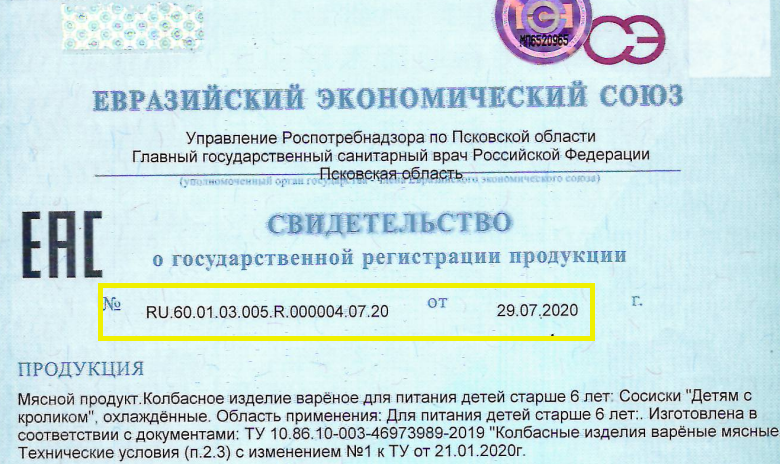 МП6520965
СЭ
ЕВРАЗИЙСКИЙ ЭКОНОМИЧЕСКИЙ СОЮЗ
Управление Роспотребнадзора по Псковской области
Главный государственный санитарный врач Российской Федерации
Псковская область
(уполномоченный орган государства - члена Евразийского экономического союза)
СВИДЕТЕЛЬСТВО
ЕАС
о государственной регистрации продукции
№ RU.60.01.03.005.R.000004.07.20 от 29.07.2020 г.
ПРОДУКЦИЯ
Мясной продукт.Колбасное изделие варёное для питания детей старше 6 лет: Сосиски "Детям с
кроликом", охлаждённые. Область применения: Для питания детей старше 6 лет:. Изготовлена в
соответствии с документами: ТУ 10.86.10-003-46973989-2019 "Колбасные изделия варёные мясные
Технические условия (п.2.3) с изменением №1 к ТУ от 21.01.2020г.